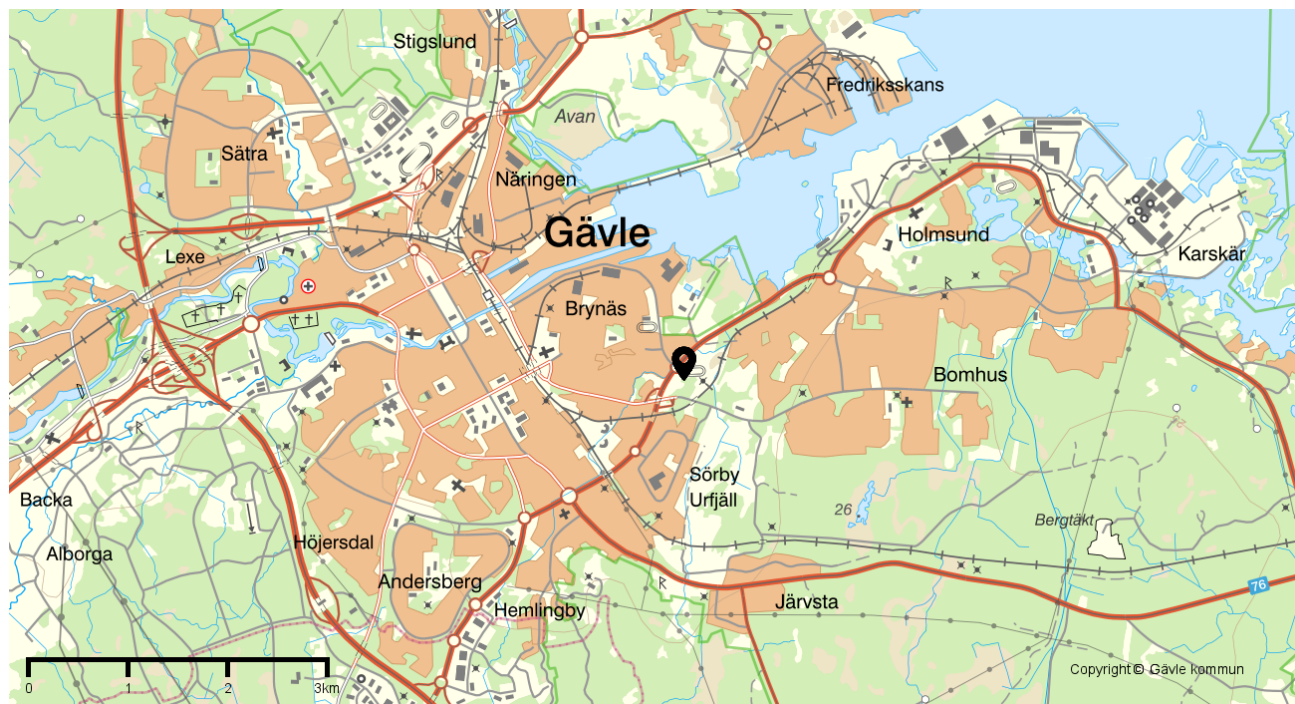 Stigslund
Fredriksskans
Avan
Sätra
Näringen
Gävle
Holmsund
Karskär
Lexe
Brynäs
Bomhus
Sörby
Urfjäll
Backa
26
Bergtäkt
Höjersdal
Alborga
Andersberg
76
Järvsta
Hemlingby
0
1
2
3km
Copyright © Gävle kommun